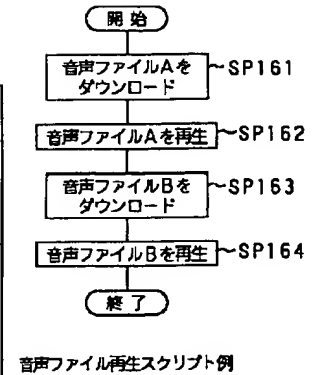 開始
音声ファイルAを
ダウンロード
~SP161
音声ファイルAを再生
~SP162
音声ファイルBを
ダウンロード
~SP163
音声ファイルBを再生
~SP164
終了
音声ファイル再生スクリプト例